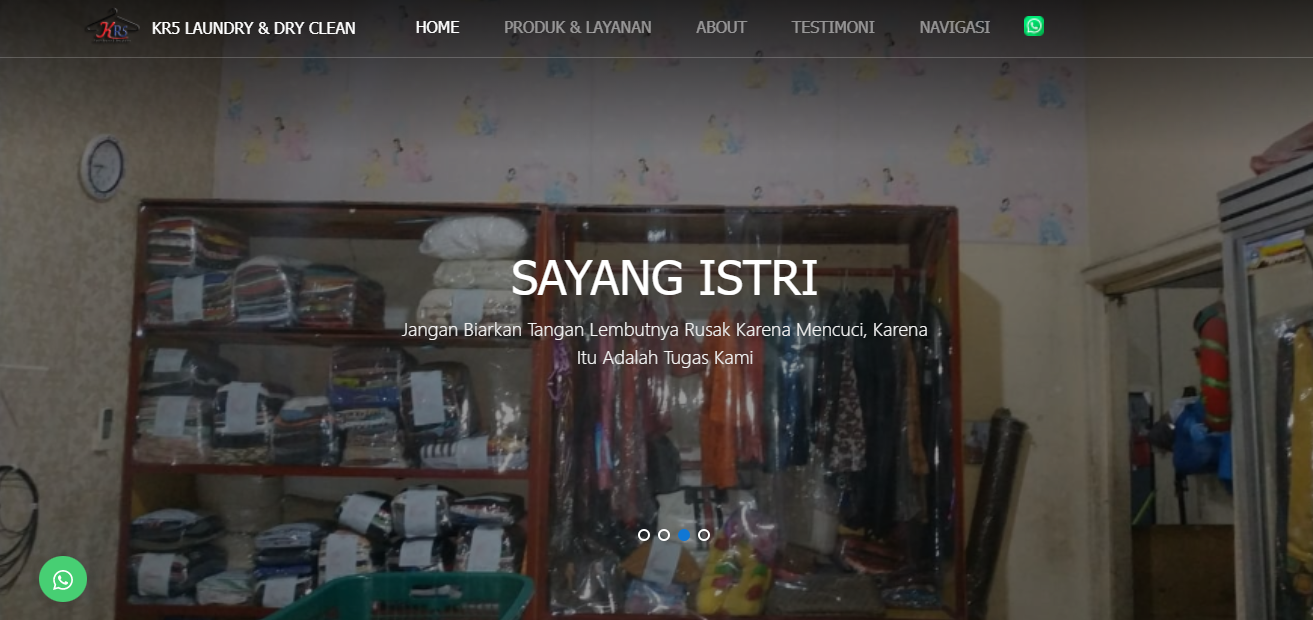 KR5
KR5 LAUNDRY & DRY CLEAN
HOME
PRODUK & LAYANAN
ABOUT
TESTIMONI
NAVIGASI
SAYANG ISTRI
Jangan Biarkan Tangan Lembutnya Rusak Karena Mencuci, Karena
Itu Adalah Tugas Kami